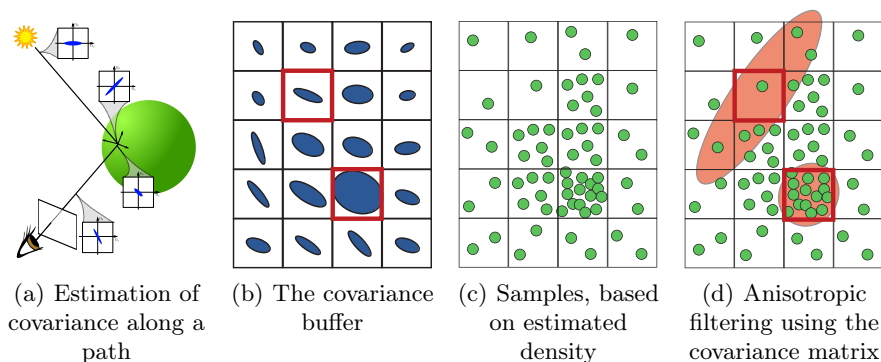 (a) Estimation of
covariance along a
path
(b) The covariance
buffer
(c) Samples, based
on estimated
density
(d) Anisotropic
filtering using the
covariance matrix